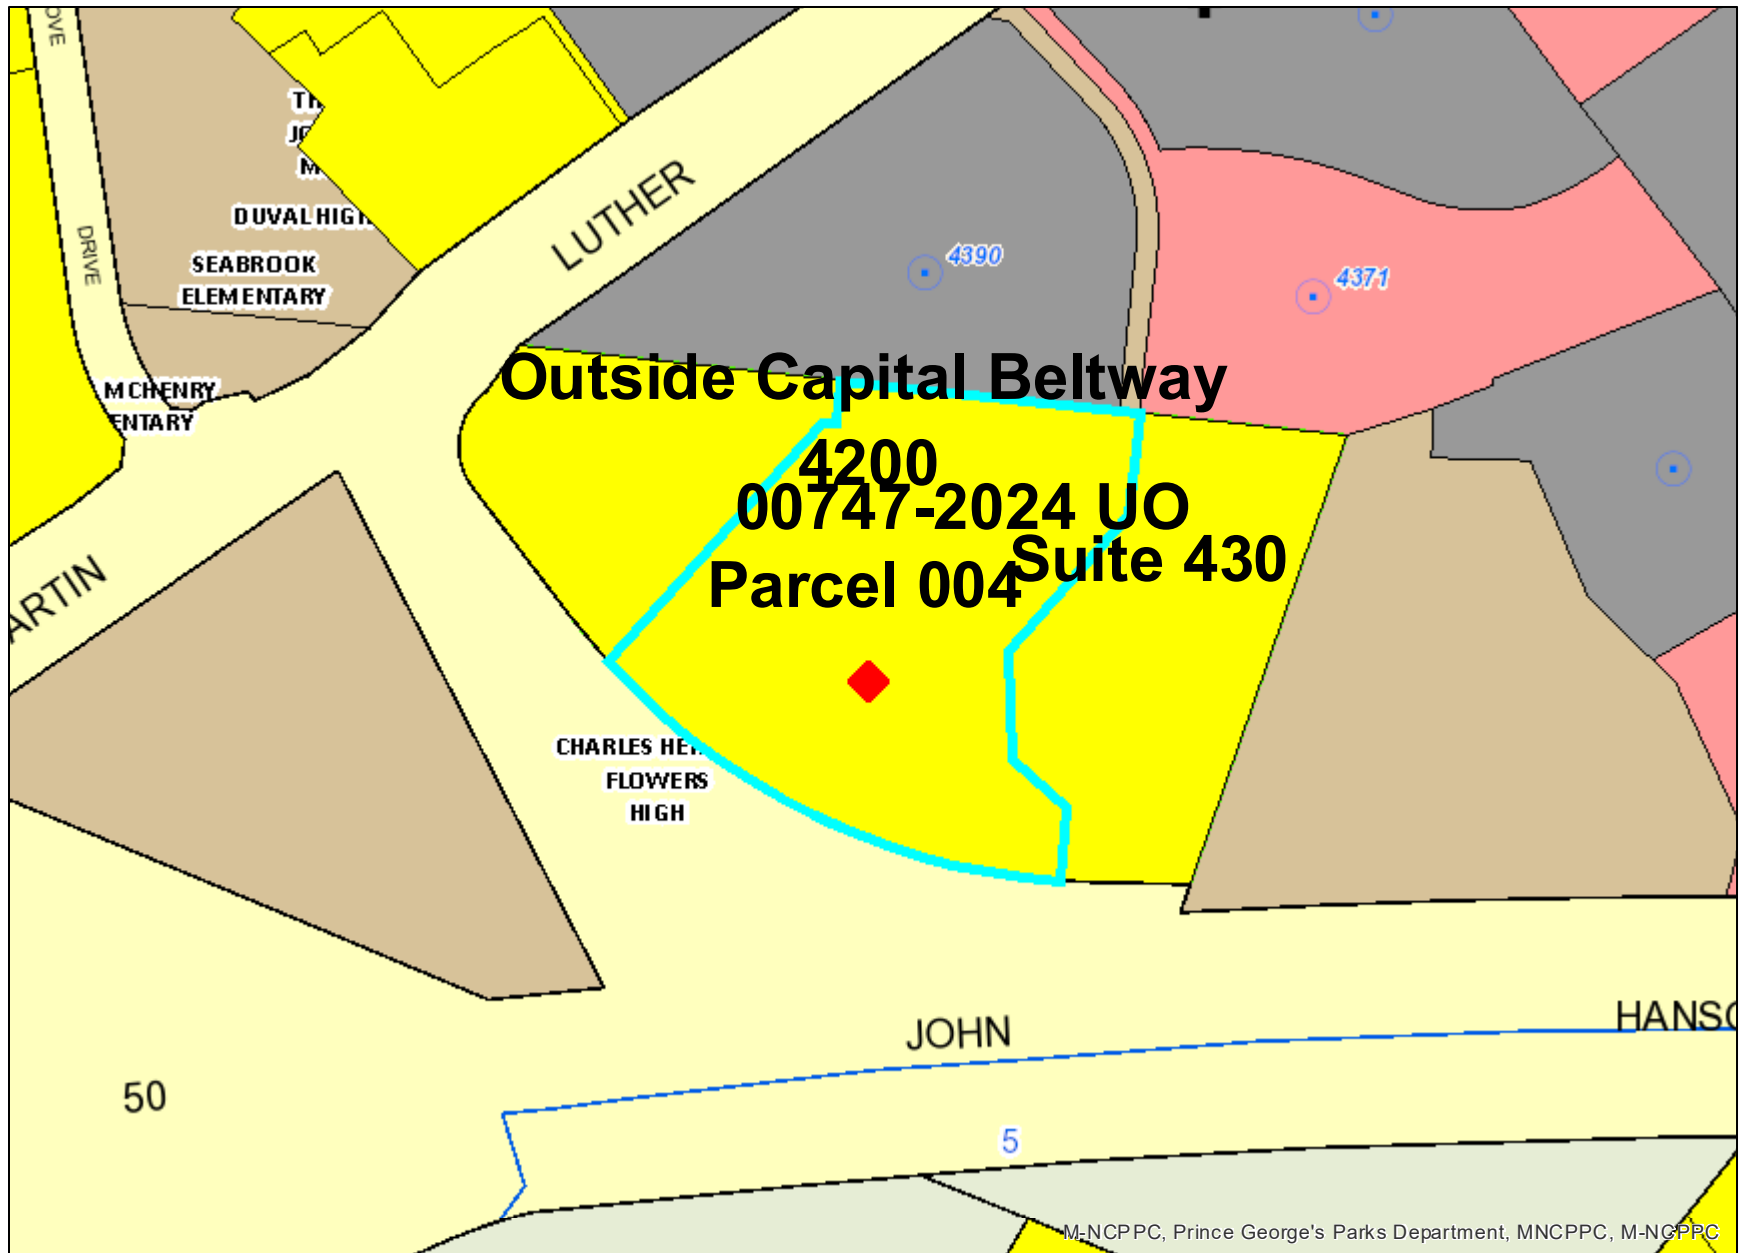 DRIVE
DUVAL HIGH
SEABROOK
ELEMENTARY
LUTHER
4390
4371
Outside Capital Beltway
MCHENRY
ENTARY
4200
00747-2024 UO
Suite 430
Parcel 004
ARTIN
CHARLES HE
FLOWERS
HIGH
JOHN
HANSO
50
5
M-NCPPC, Prince George's Parks Department, MNCPPC, M-NCPPC